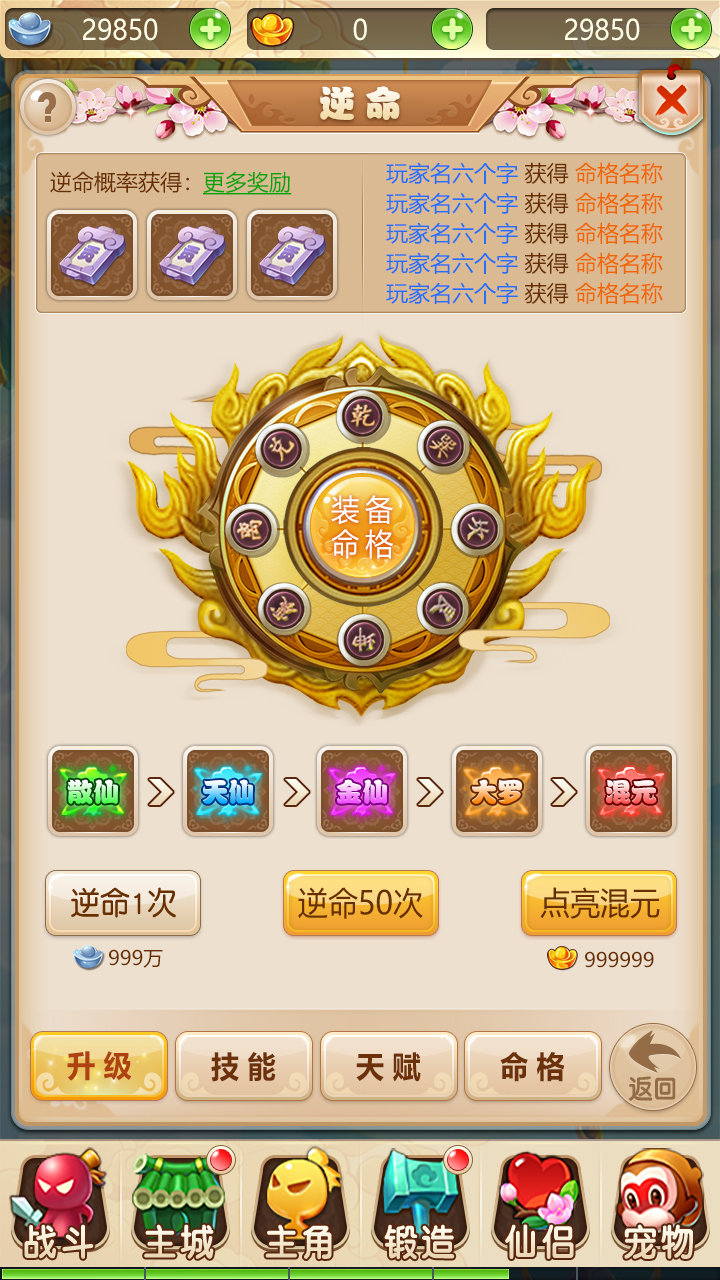 29850
0
29850
?
逆命
逆命概率获得：更多奖励
玩家名六个字 获得 命格名称
玩家名六个字 获得 命格名称
玩家名六个字 获得 命格名称
玩家名六个字 获得 命格名称
玩家名六个字 获得 命格名称
乾
兑
巽
装备
命格
离
坎
艮
坤
散仙
天仙
金仙
大罗
混元
逆命1次
逆命50次
点亮混元
999万
999999
升级
技能
天赋
命格
返回
战斗
主城
主角
锻造
仙侣
宠物